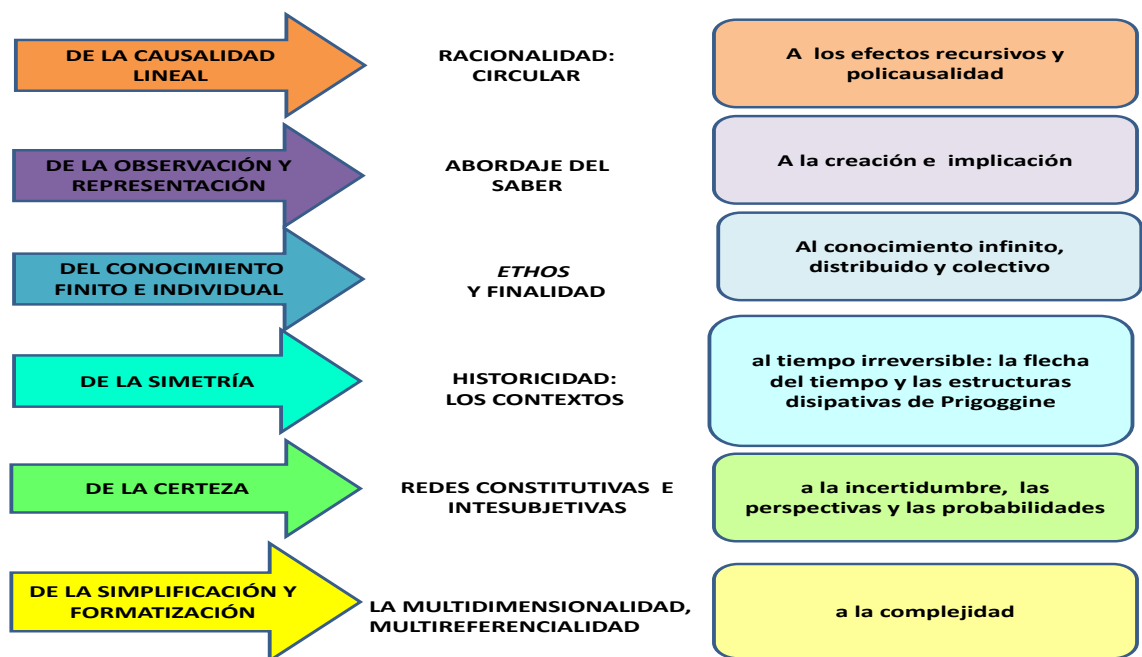 DE LA CAUSALIDAD
LINEAL
RACIONALIDAD:
CIRCULAR
A los efectos recursivos y
policausalidad
DE LA OBSERVACIÓN Y
REPRESENTACIÓN
ABORDAJE DEL
SABER
A la creación e implicación
DEL CONOCIMIENTO
FINITO E INDIVIDUAL
ETHOS
Y FINALIDAD
Al conocimiento infinito,
distribuido y colectivo
DE LA SIMETRÍA
HISTORICIDAD:
LOS CONTEXTOS
al tiempo irreversible: la flecha
del tiempo y las estructuras
disipativas de Prigoggine
DE LA CERTEZA
REDES CONSTITUTIVAS E
INTESUBJETIVAS
a la incertidumbre, las
perspectivas y las probabilidades
DE LA SIMPLIFICACIÓN Y
FORMATIZACIÓN
LA MULTIDIMENSIONALIDAD,
MULTIREFERENCIALIDAD
a la complejidad